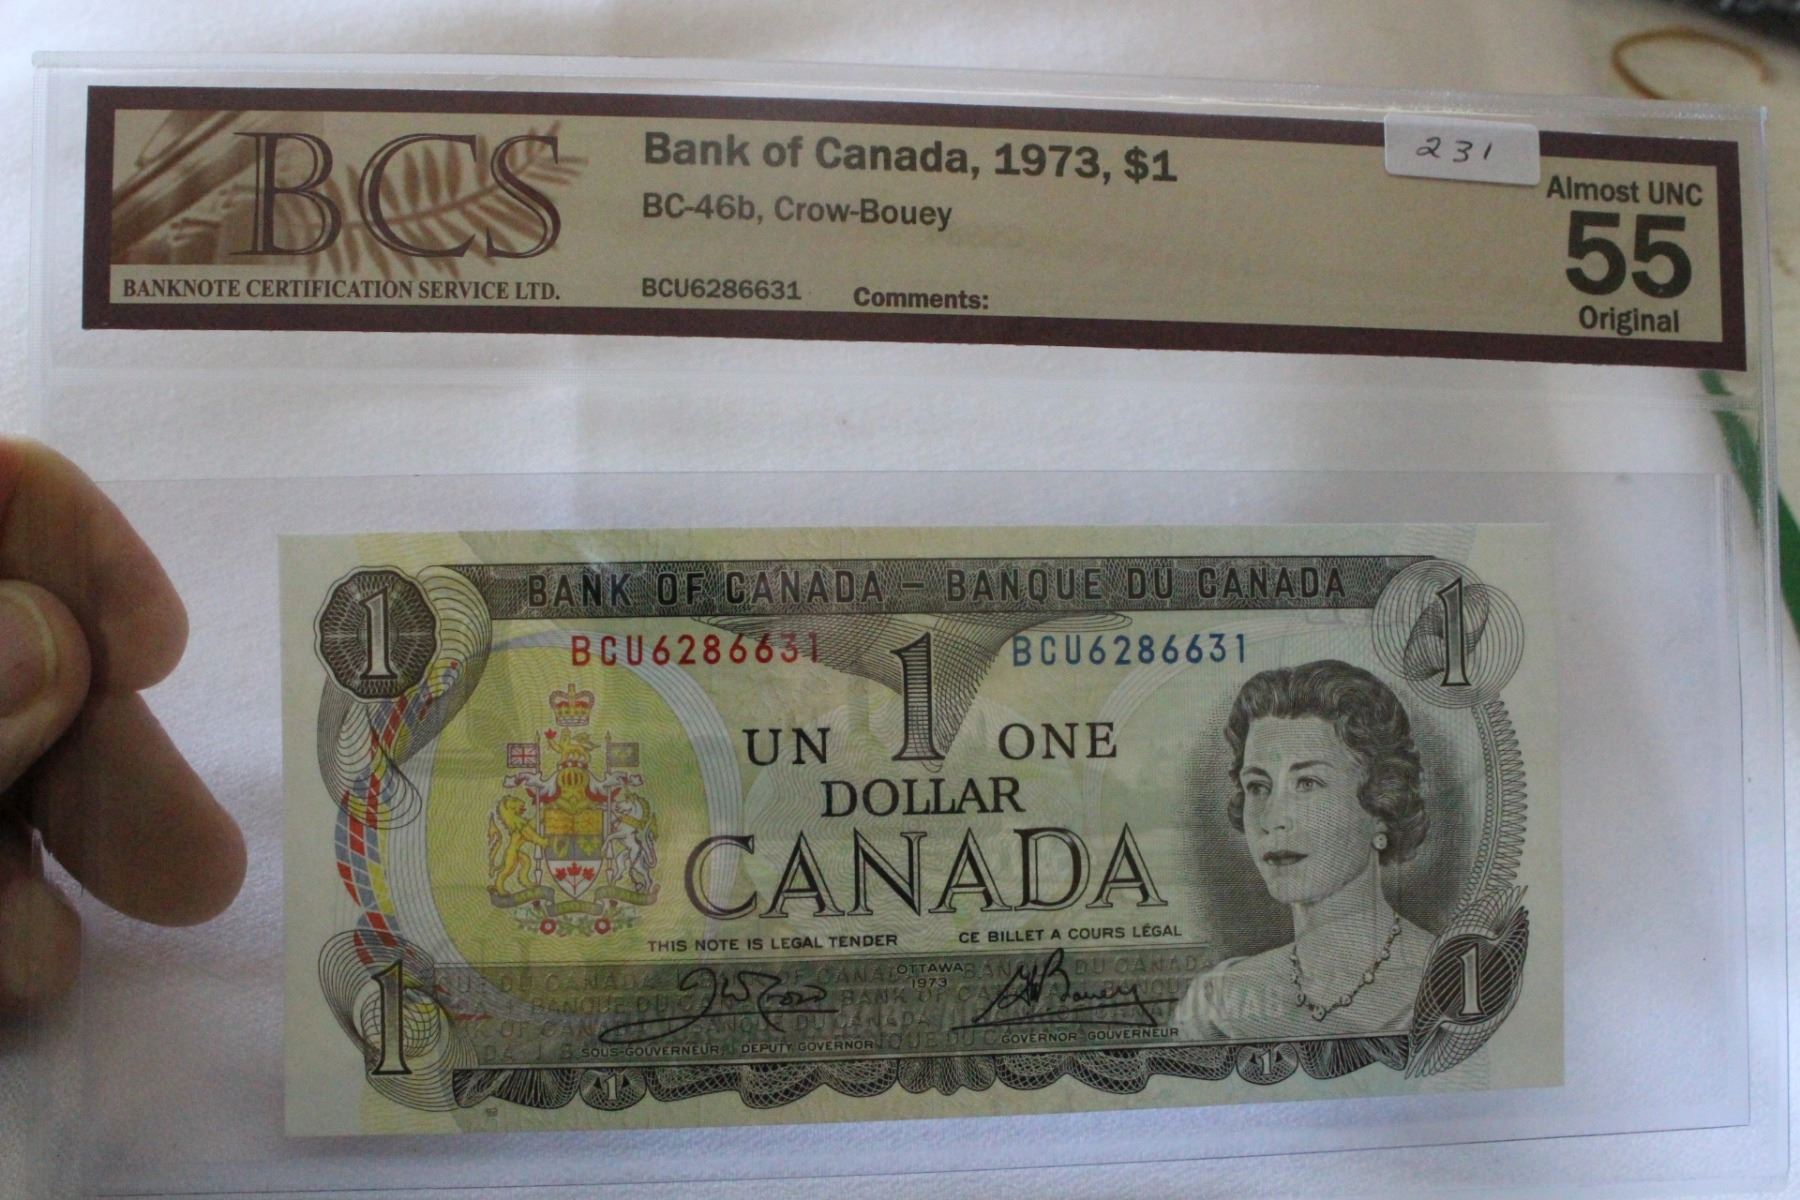 BCS
BANKNOTE CERTIFICATION SERVICE LTD.
Bank of Canada, 1973, $1
BC-46b, Crow-Bouey
BCU6286631 Comments:
231
Almost UNC
55
Original
1 BANK OF CANADA – BANQUE DU CANADA 1
BCU6286631 1 BCU6286631
UN ONE
DOLLAR
CANADA
THIS NOTE IS LEGAL TENDER CE BILLET A COURS LÉGAL
OTTAWA
1973
SOUS-GOUVERNEUR DEPUTY GOVERNOR GOVERNOR-GOUVERNEUR
1 1 1 1